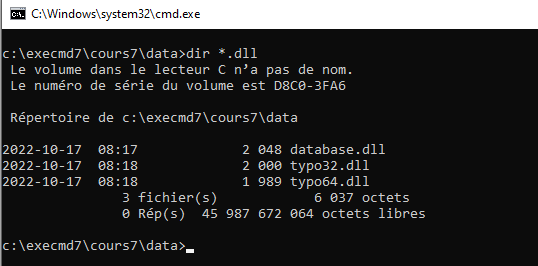 C:\Windows\system32\cmd.exe
c:\execmd7\cours7\data>dir *.dll
Le volume dans le lecteur C n’a pas de nom.
Le numéro de série du volume est D8C0-3FA6
Répertoire de c:\execmd7\cours7\data
2022-10-17  08:17             2 048 database.dll
2022-10-17  08:18             2 000 typo32.dll
2022-10-17  08:18             1 989 typo64.dll
3 fichier(s)            6 037 octets
0 Rép(s)  45 987 672 064 octets libres
c:\execmd7\cours7\data>